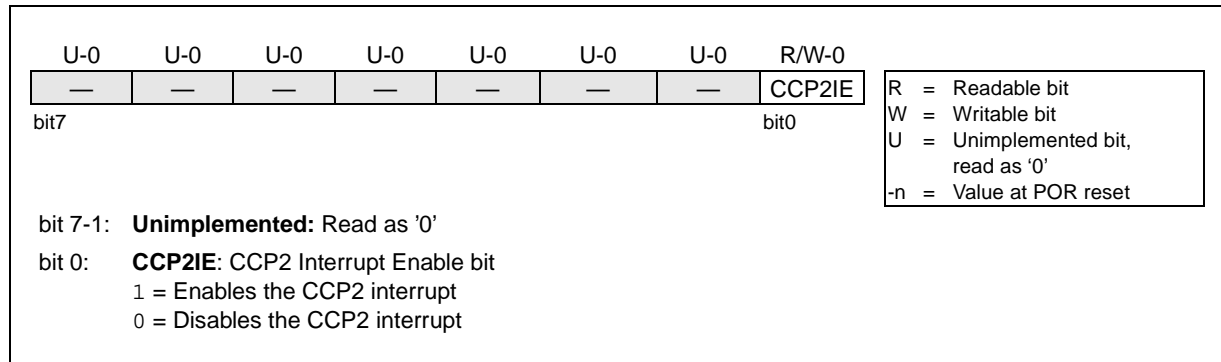 U-0 U-0 U-0 U-0 U-0 U-0 U-0 R/W-0
— — — — — — — CCP2IE
bit7 bit0
R = Readable bit
W = Writable bit
U = Unimplemented bit,
read as ‘0’
-n = Value at POR reset
bit 7-1: Unimplemented: Read as '0'
bit 0: CCP2IE: CCP2 Interrupt Enable bit
1 = Enables the CCP2 interrupt
0 = Disables the CCP2 interrupt